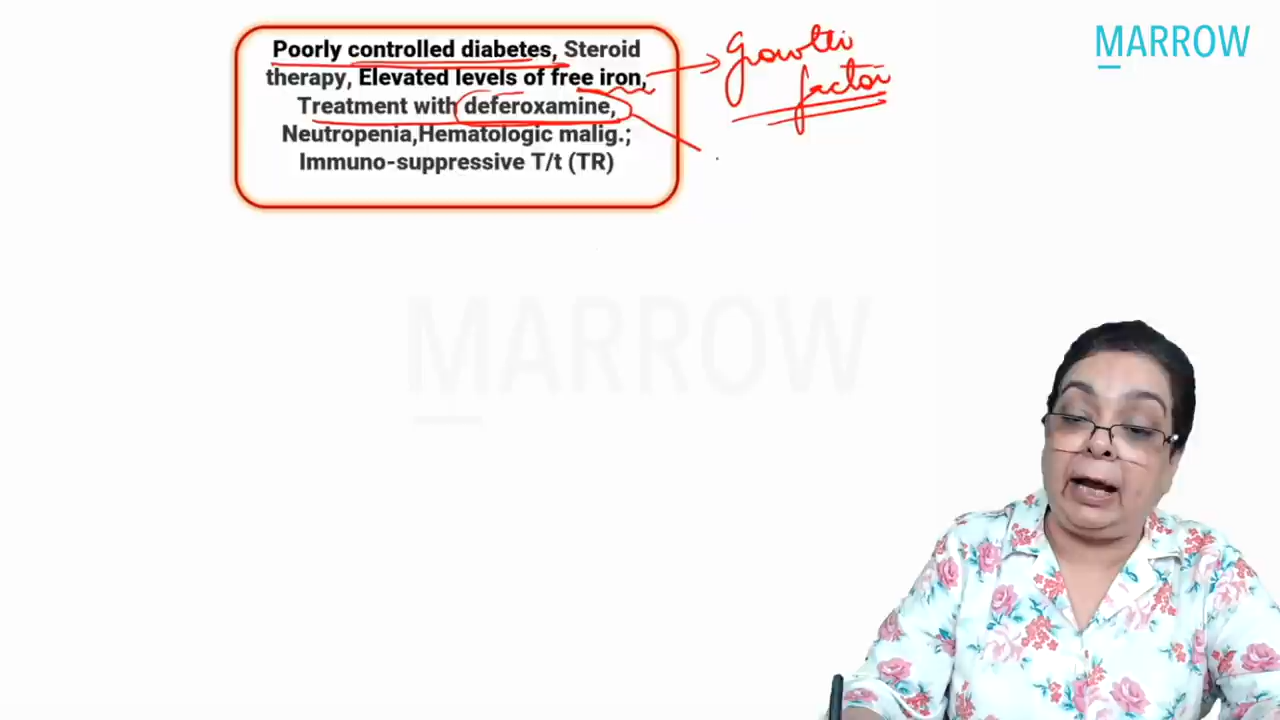 MARROW
Poorly controlled diabetes, Steroid
therapy, Elevated levels of free iron,
Treatment with deferoxamine,
Neutropenia,Hematologic malig.;
Immuno-suppressive T/t (TR)
Growth
factor
MARROW